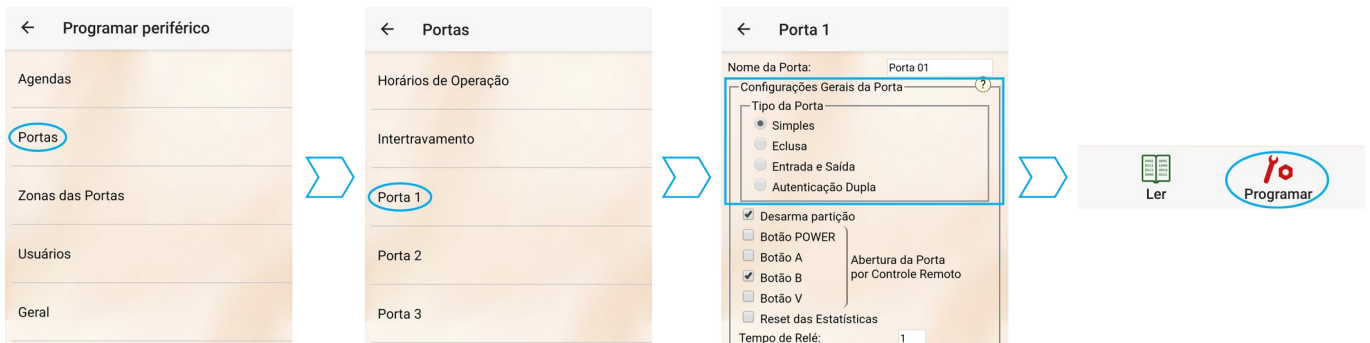 Programar periférico
Agendas
Portas
Zonas das Portas
Usuários
Geral
Portas
Horários de Operação
Intertravamento
Porta 1
Porta 2
Porta 3
Porta 1
Nome da Porta: Porta 01
Configurações Gerais da Porta ?
Tipo da Porta
Simples
Eclusa
Entrada e Saída
Autenticação Dupla
Desarma partição
Botão POWER
Botão A
Botão B
Botão V
Abertura da Porta
por Controle Remoto
Reset das Estatísticas
Tempo de Relé: 1
Ler
Programar